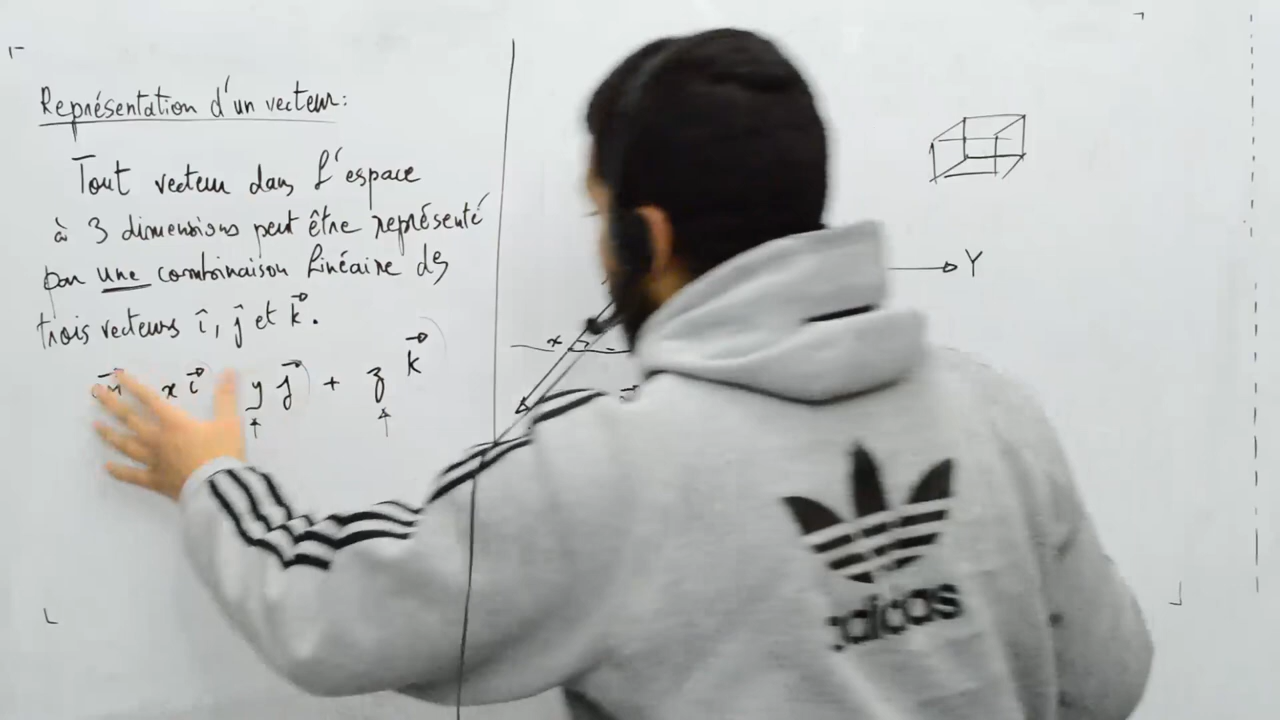 Représentation d'un vecteur:
Tout vecteur dans l'espace
à 3 dimensions peut être représenté
par une combinaison linéaire des
trois vecteurs î, ĵ et k⃗.
x i⃗ y j⃗ + z k⃗
Y
x
adidas